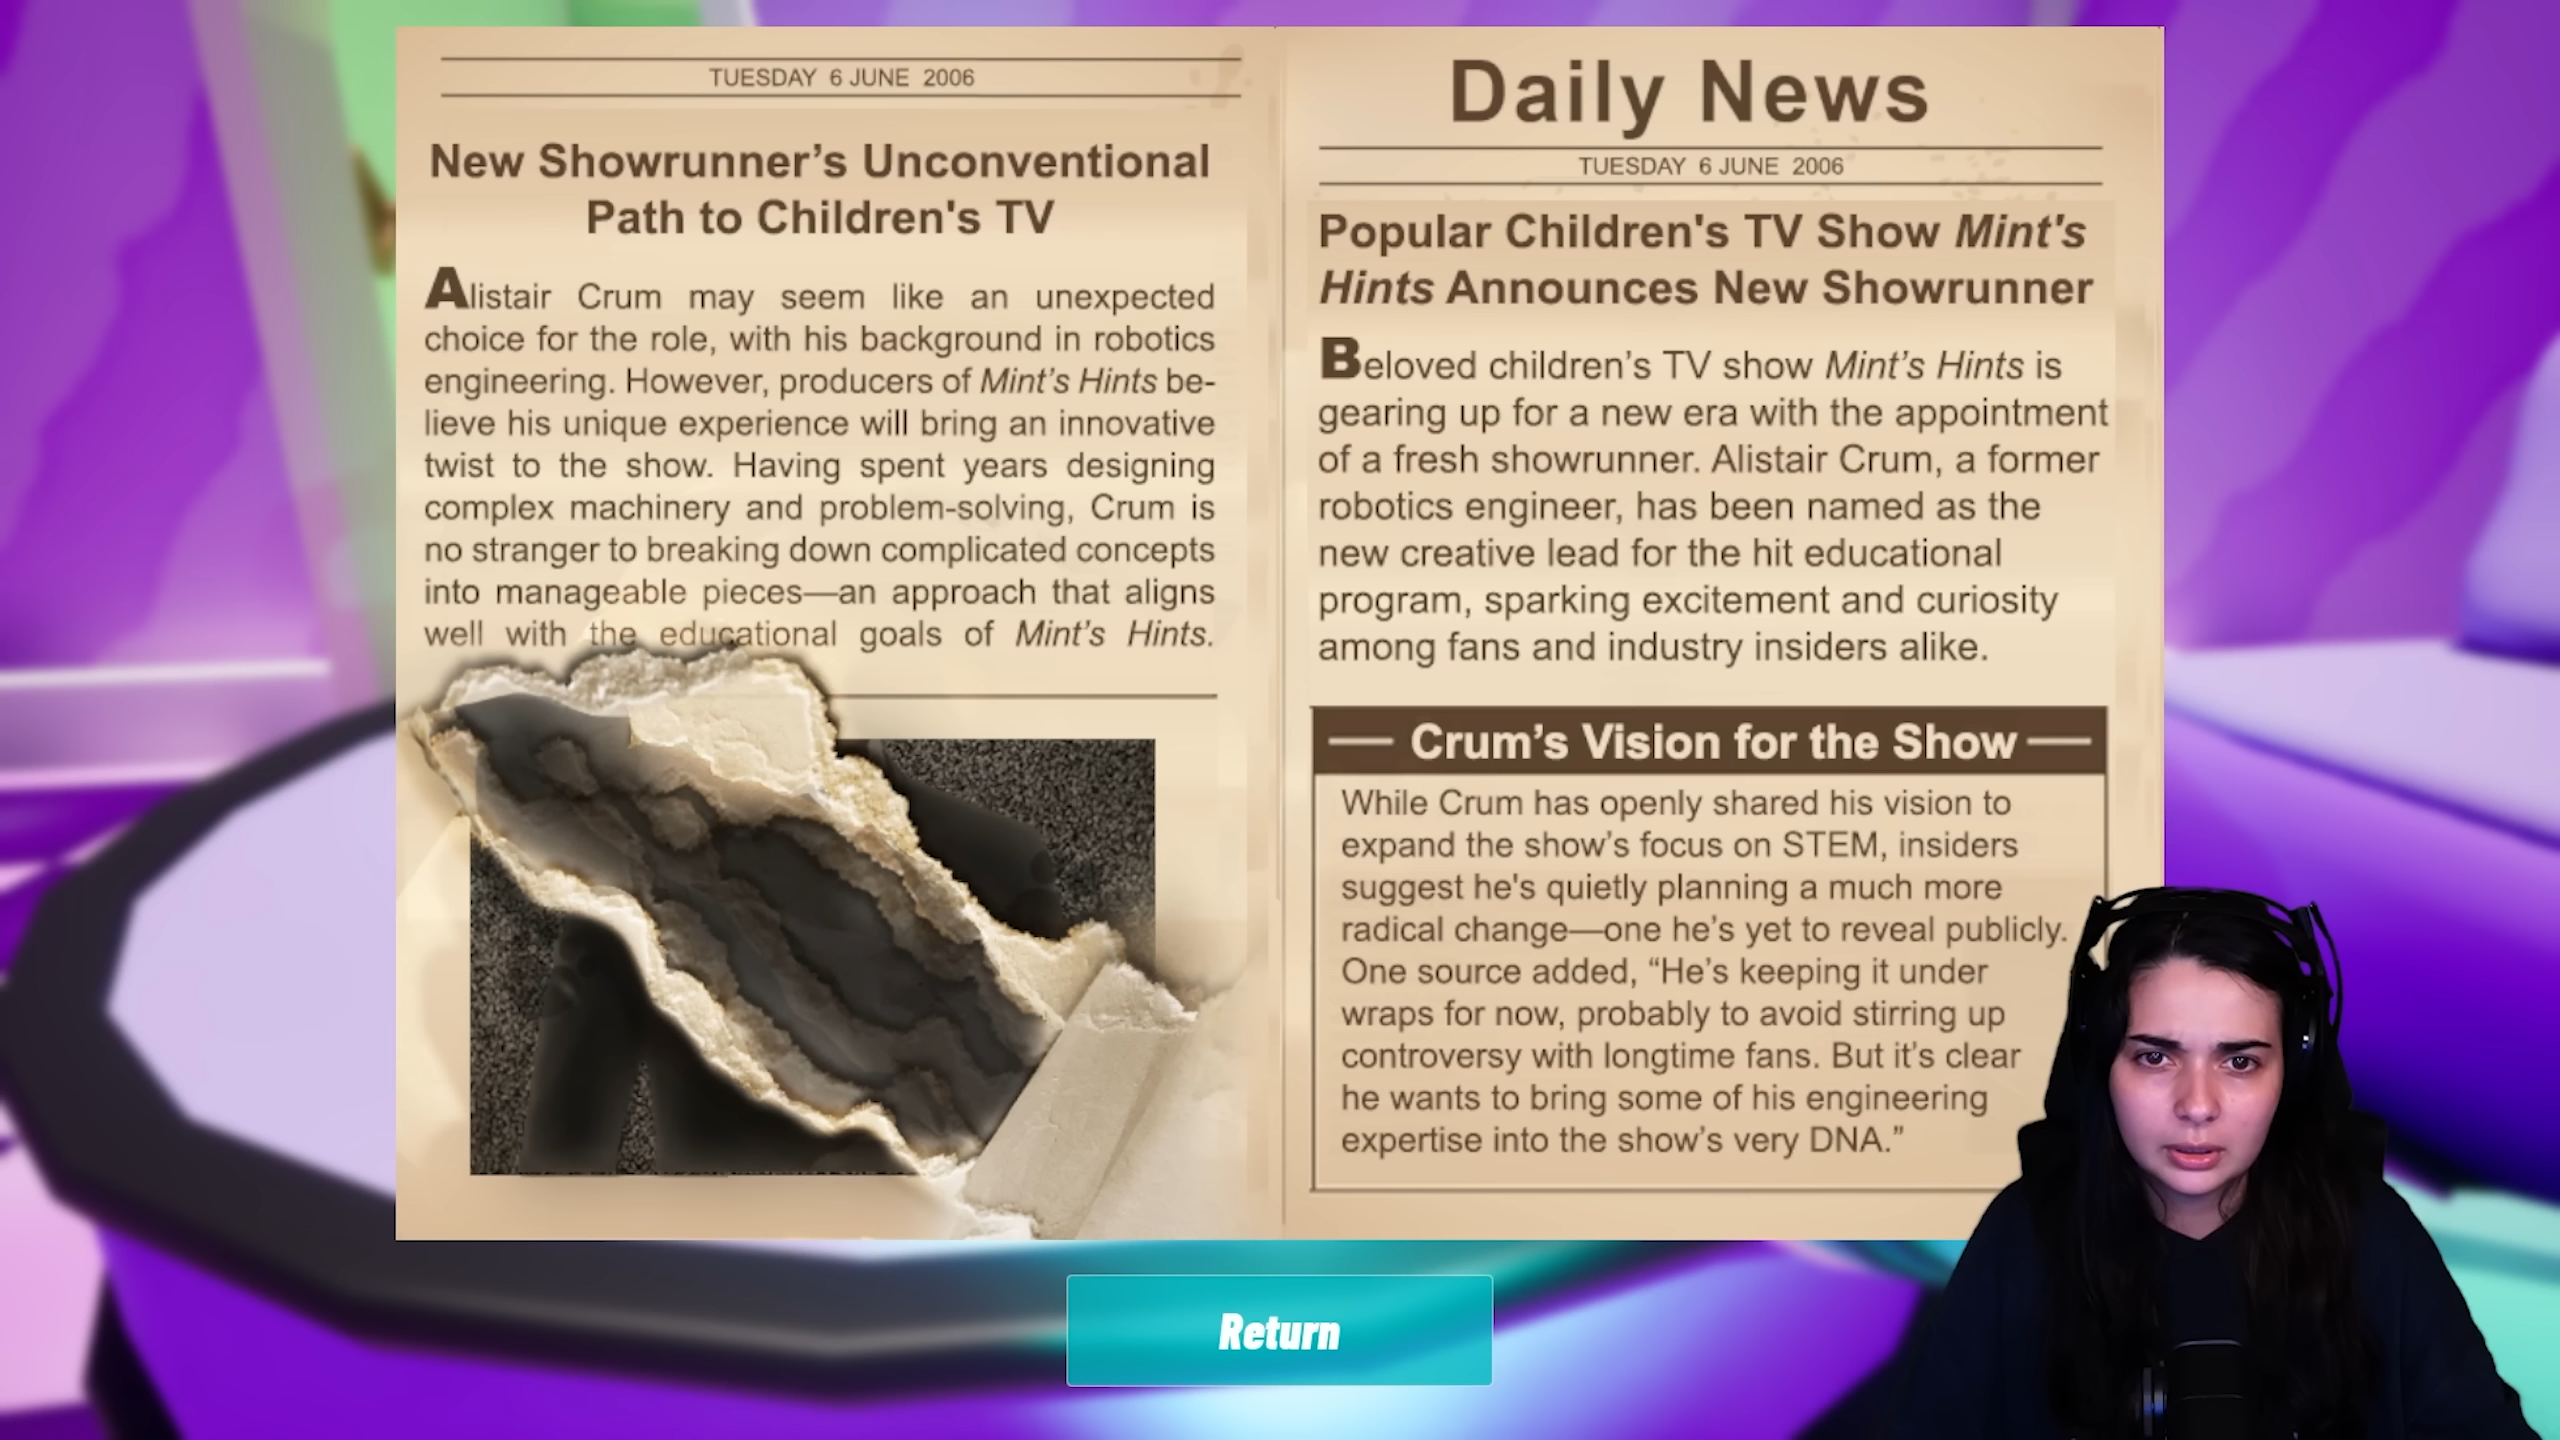 TUESDAY 6 JUNE 2006
New Showrunner’s Unconventional
Path to Children's TV
Alistair Crum may seem like an unexpected
choice for the role, with his background in robotics
engineering. However, producers of Mint’s Hints be-
lieve his unique experience will bring an innovative
twist to the show. Having spent years designing
complex machinery and problem-solving, Crum is
no stranger to breaking down complicated concepts
into manageable pieces—an approach that aligns
well with the educational goals of Mint’s Hints.
Daily News
TUESDAY 6 JUNE 2006
Popular Children's TV Show Mint's
Hints Announces New Showrunner
Beloved children’s TV show Mint’s Hints is
gearing up for a new era with the appointment
of a fresh showrunner. Alistair Crum, a former
robotics engineer, has been named as the
new creative lead for the hit educational
program, sparking excitement and curiosity
among fans and industry insiders alike.
Crum’s Vision for the Show
While Crum has openly shared his vision to
expand the show’s focus on STEM, insiders
suggest he's quietly planning a much more
radical change—one he’s yet to reveal publicly.
One source added, “He’s keeping it under
wraps for now, probably to avoid stirring up
controversy with longtime fans. But it’s clear
he wants to bring some of his engineering
expertise into the show’s very DNA.”
Return